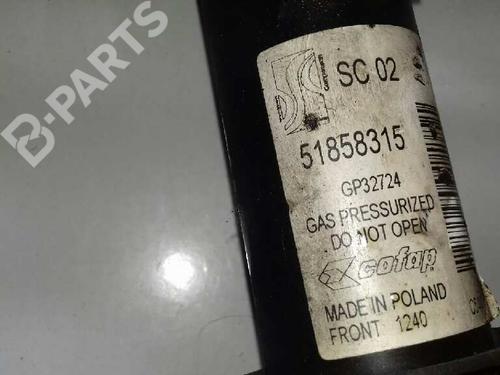 B-PARTS
SC 02
51858315
GP32724
GAS PRESSURIZED
DO NOT OPEN
cofap
MADE IN POLAND
FRONT 1240